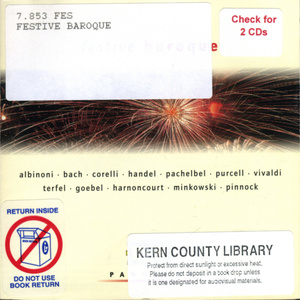 7.853 FES
FESTIVE BAROQUE
Check for
2 CDs
albinoni · bach · corelli · handel · pachelbel · purcell · vivaldi
terfel · goebel · harnoncourt · minkowski · pinnock
RETURN INSIDE
DO NOT USE
BOOK RETURN
KERN COUNTY LIBRARY
Protect from direct sunlight or excessive heat.
Please do not deposit in a book drop unless
it is one designated for audiovisual materials.
P A